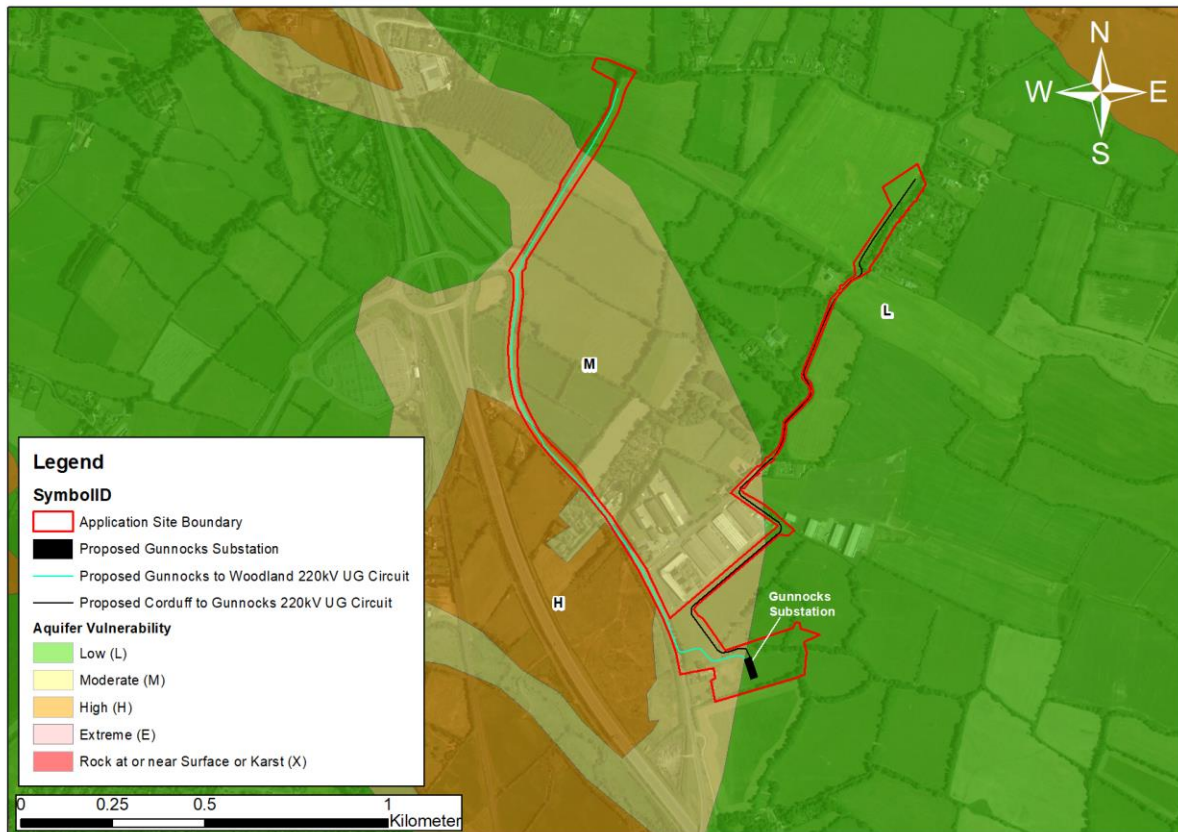 N
W E
S
L
M
H
Gunnocks
Substation
Legend
SymbolID
Application Site Boundary
Proposed Gunnocks Substation
Proposed Gunnocks to Woodland 220kV UG Circuit
Proposed Corduff to Gunnocks 220kV UG Circuit
Aquifer Vulnerability
Low (L)
Moderate (M)
High (H)
Extreme (E)
Rock at or near Surface or Karst (X)
0 0.25 0.5 1
Kilometer